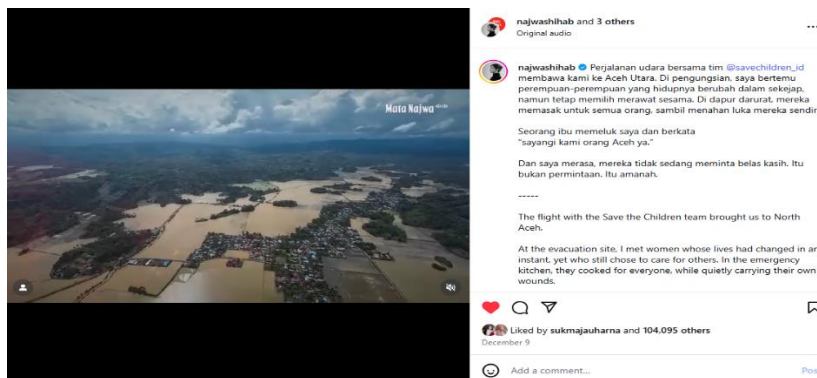 Mata Najwa
najwashihab and 3 others
Original audio
najwashihab Perjalanan udara bersama tim @savechildren_id
membawa kami ke Aceh Utara. Di pengungsian, saya bertemu
perempuan-perempuan yang hidupnya berubah dalam sekejap,
namun tetap memilih merawat sesama. Di dapur darurat, mereka
memasak untuk semua orang, sambil menahan luka mereka sendir
Seorang ibu memeluk saya dan berkata
"sayangi kami orang Aceh ya."
Dan saya merasa, mereka tidak sedang meminta belas kasih. Itu
bukan permintaan. Itu amanah.
-----
The flight with the Save the Children team brought us to North
Aceh.
At the evacuation site, I met women whose lives had changed in an
instant, yet who still chose to care for others. In the emergency
kitchen, they cooked for everyone, while quietly carrying their own
wounds.
Liked by sukmajauharna and 104,095 others
December 9
Add a comment...
Pos